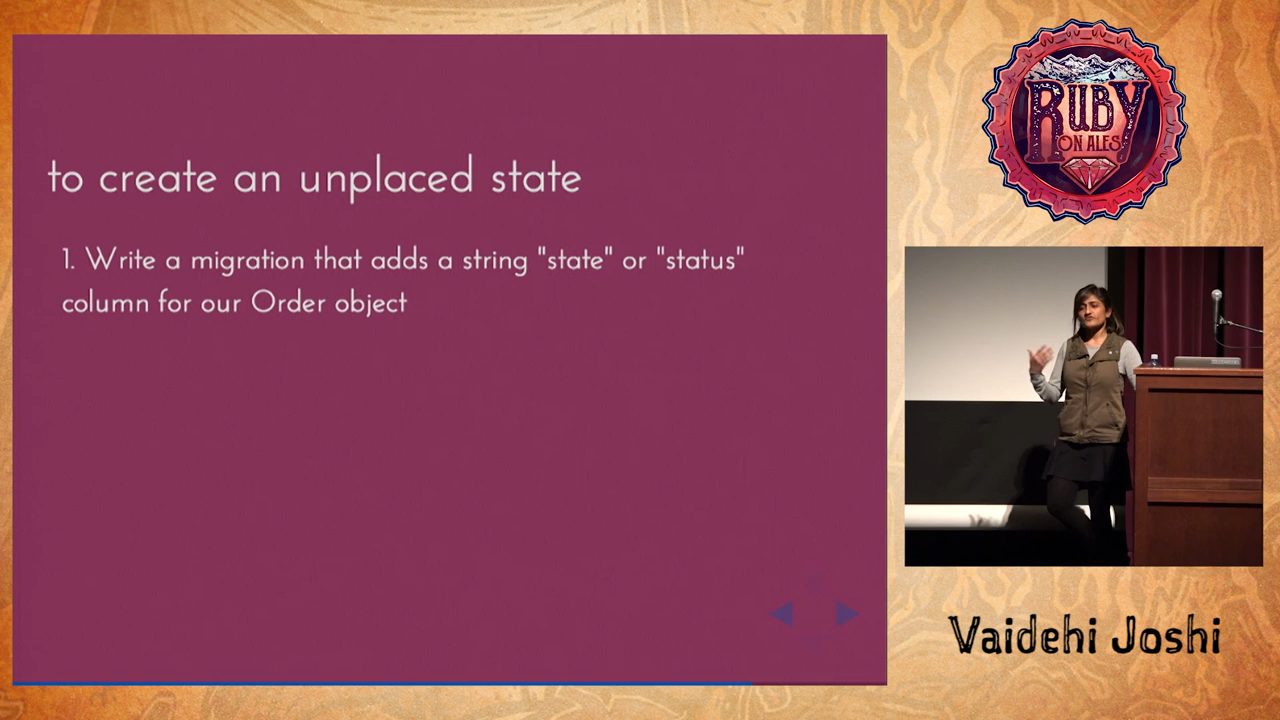 to create an unplaced state
1. Write a migration that adds a string "state" or "status"
column for our Order object
RUBY
ON ALES
Vaidehi Joshi